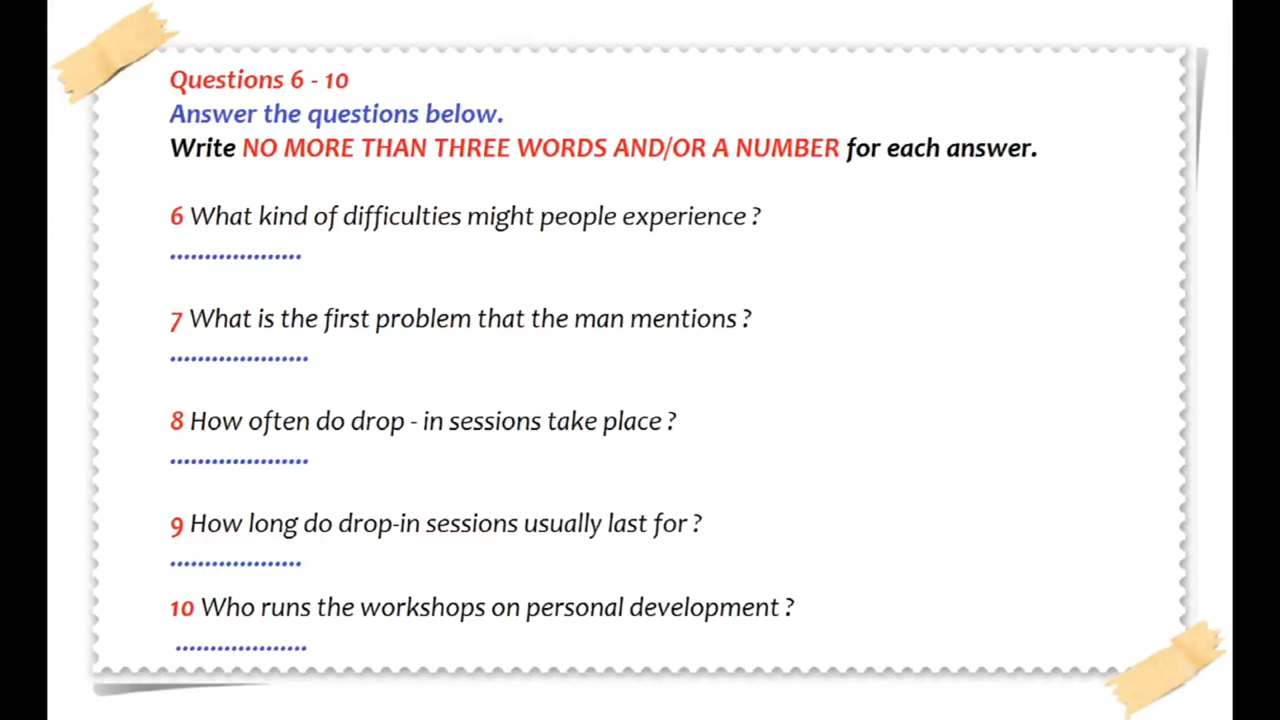 Questions 6 - 10
Answer the questions below.
Write NO MORE THAN THREE WORDS AND/OR A NUMBER for each answer.
6 What kind of difficulties might people experience ?
...................
7 What is the first problem that the man mentions ?
....................
8 How often do drop - in sessions take place ?
....................
9 How long do drop-in sessions usually last for ?
...................
10 Who runs the workshops on personal development ?
...................